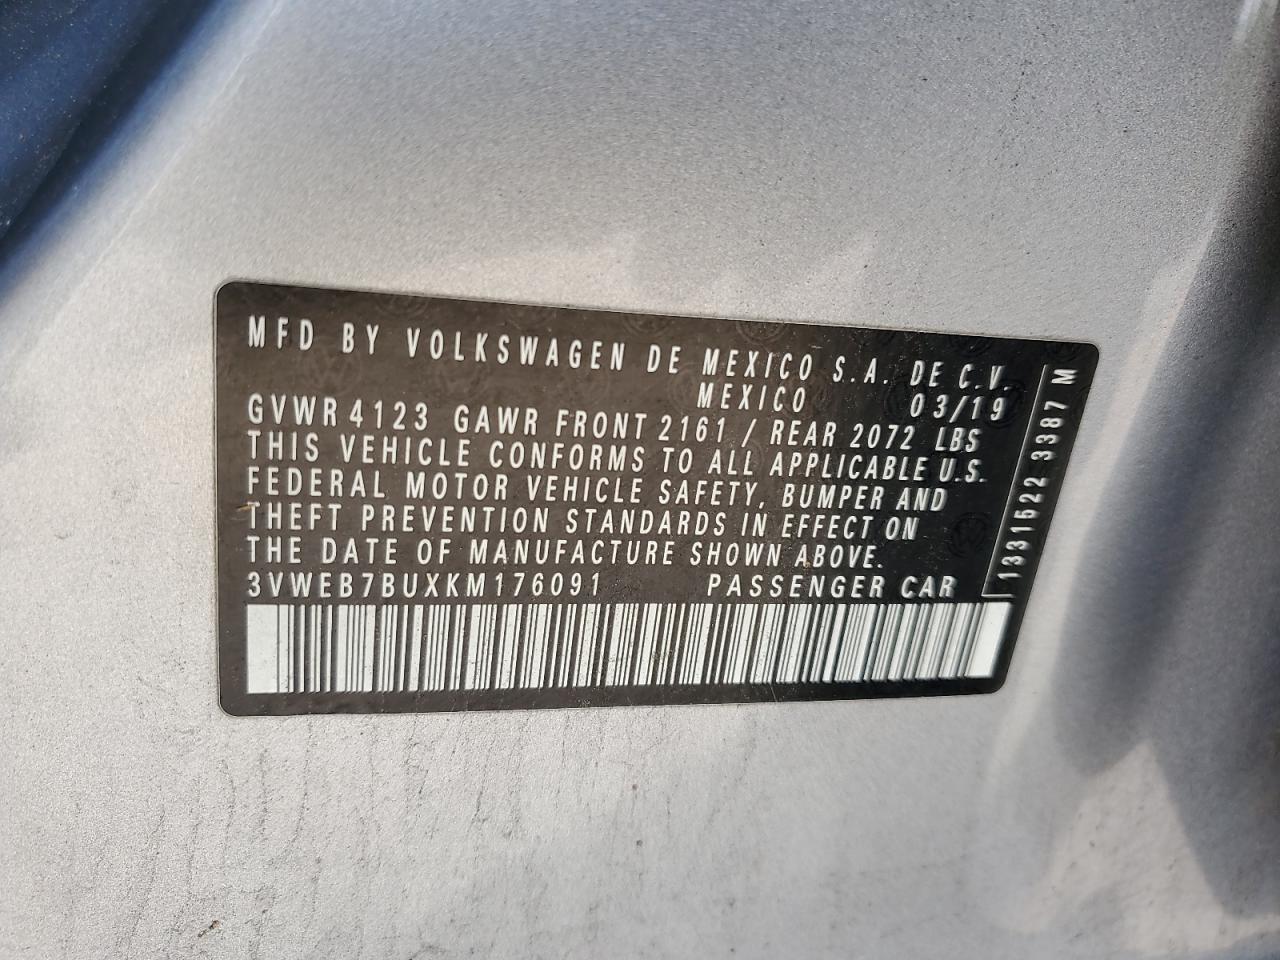 MFD BY VOLKSWAGEN DE MEXICO S.A. DE C.V.
MEXICO 03/19
GVWR 4123 GAWR FRONT 2161 / REAR 2072 LBS
THIS VEHICLE CONFORMS TO ALL APPLICABLE U.S.
FEDERAL MOTOR VEHICLE SAFETY, BUMPER AND
THEFT PREVENTION STANDARDS IN EFFECT ON
THE DATE OF MANUFACTURE SHOWN ABOVE.
3VWEB7BUXKM176091 PASSENGER CAR
1331522 3387 M